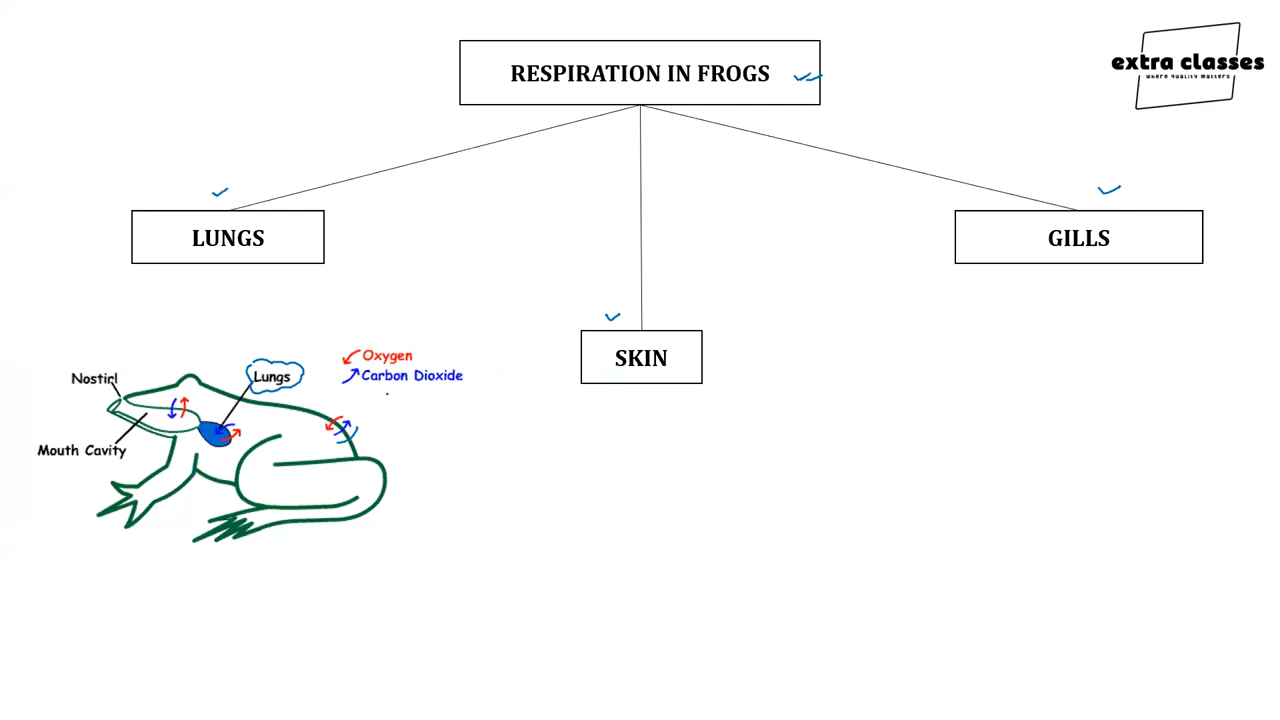 RESPIRATION IN FROGS
extra classes
where quality matters
LUNGS
GILLS
SKIN
Oxygen
Carbon Dioxide
Lungs
Nostirl
Mouth Cavity